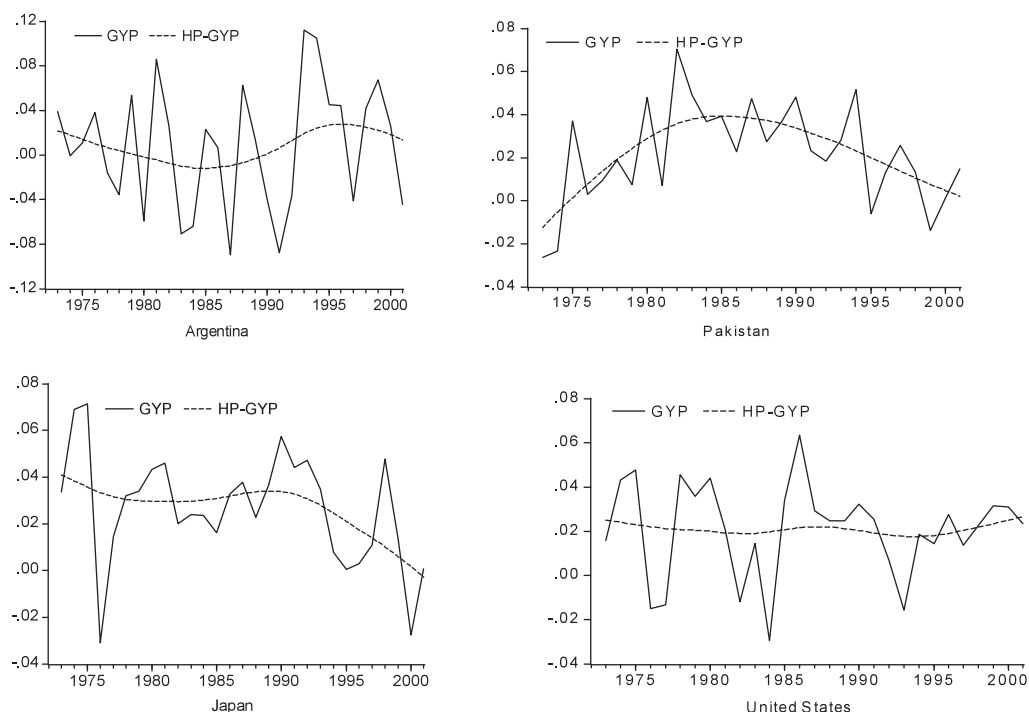 .12
GYP HP-GYP
.08
.04
.00
-.04
-.08
-.12
1975 1980 1985 1990 1995 2000
Argentina
.08
GYP HP-GYP
.06
.04
.02
.00
-.02
-.04
1975 1980 1985 1990 1995 2000
Pakistan
.08
GYP HP-GYP
.06
.04
.02
.00
-.02
-.04
1975 1980 1985 1990 1995 2000
Japan
.08
GYP HP-GYP
.06
.04
.02
.00
-.02
-.04
1975 1980 1985 1990 1995 2000
United States